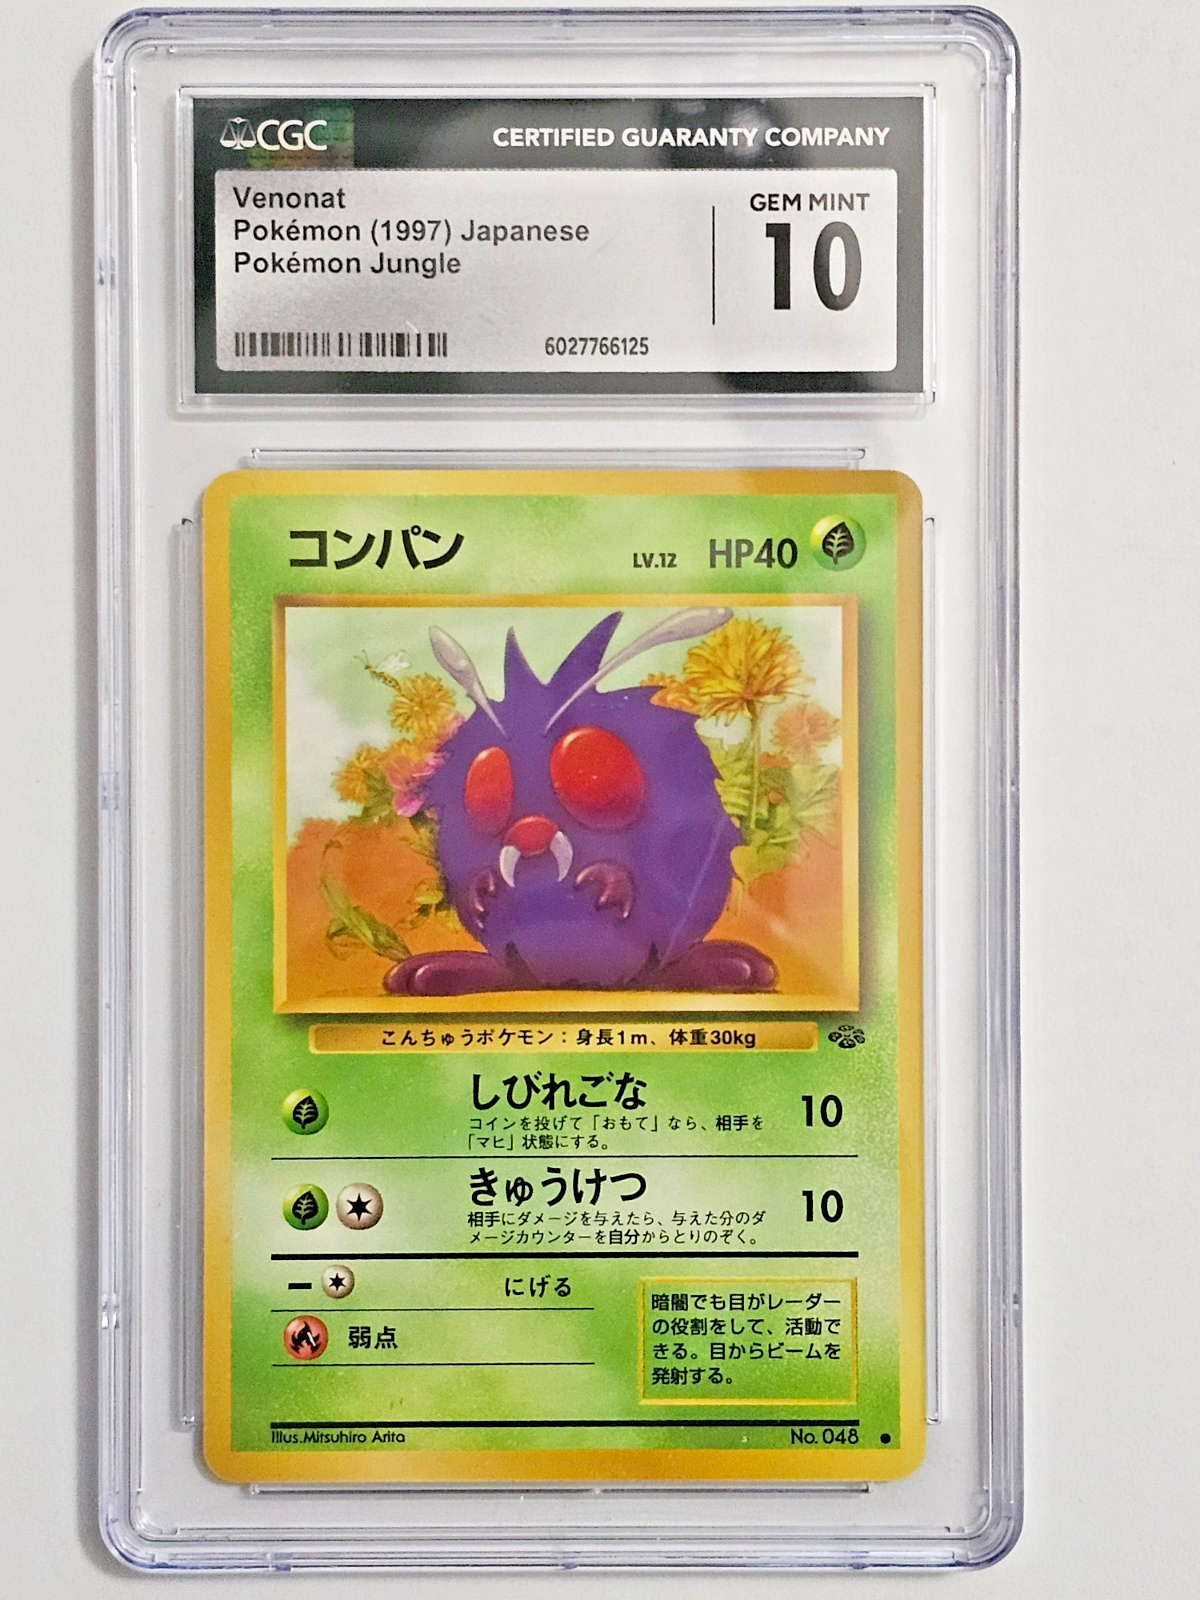 CGC
CERTIFIED GUARANTY COMPANY
Venonat
Pokémon (1997) Japanese
Pokémon Jungle
GEM MINT
10
6027766125
コンパン
LV.12 HP40
こんちゅうポケモン：身長1m、体重30kg
しびれごな
10
コインを投げて「おもて」なら、相手を
「マヒ」状態にする。
きゅうけつ
10
相手にダメージを与えたら、与えた分のダ
メージカウンターを自分からとりのぞく。
にげる
弱点
暗闇でも目がレーダー
の役割をして、活動で
きる。目からビームを
発射する。
Illus.Mitsuhiro Arita
No.048